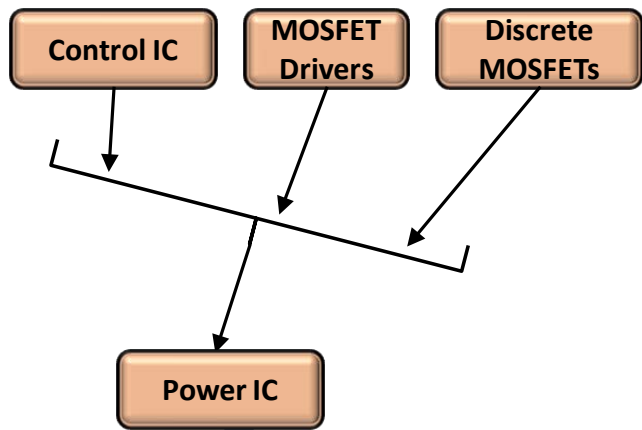 Control IC
MOSFET
Drivers
Discrete
MOSFETs
Power IC